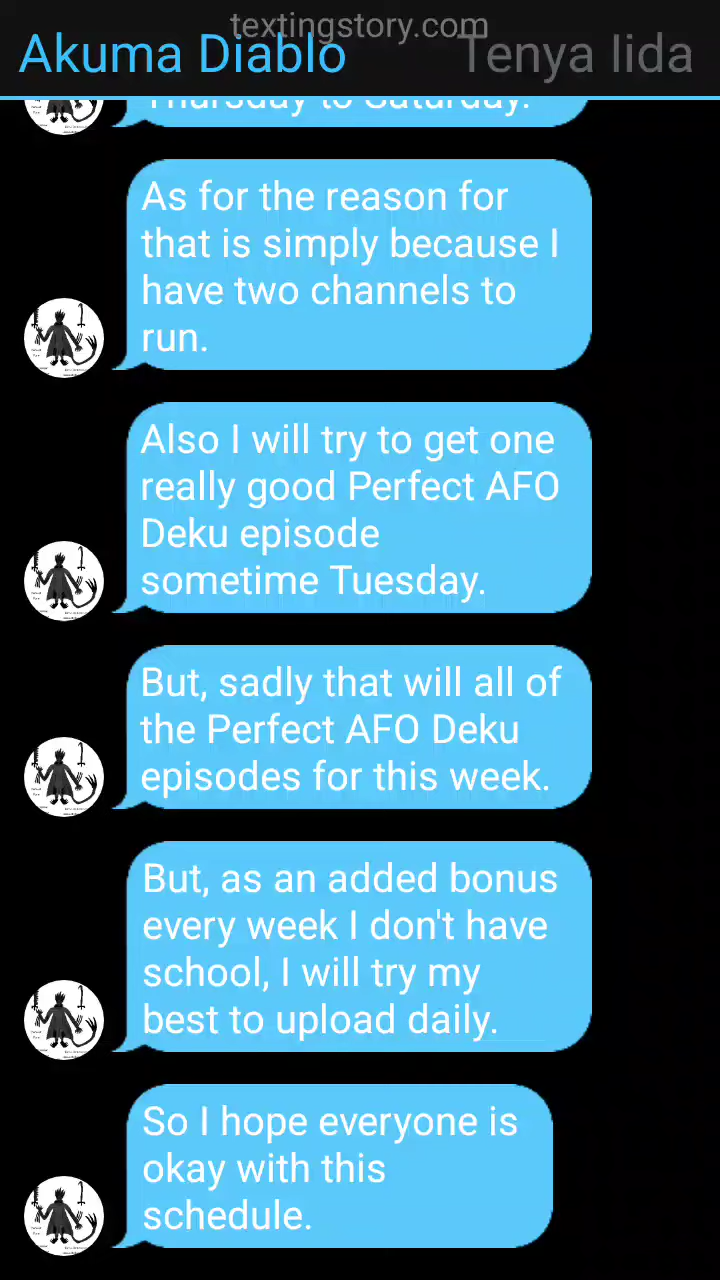 textingstory.com
Akuma Diablo Tenya Iida
Thursday to Saturday.
As for the reason for
that is simply because I
have two channels to
run.
Also I will try to get one
really good Perfect AFO
Deku episode
sometime Tuesday.
But, sadly that will all of
the Perfect AFO Deku
episodes for this week.
But, as an added bonus
every week I don't have
school, I will try my
best to upload daily.
So I hope everyone is
okay with this
schedule.